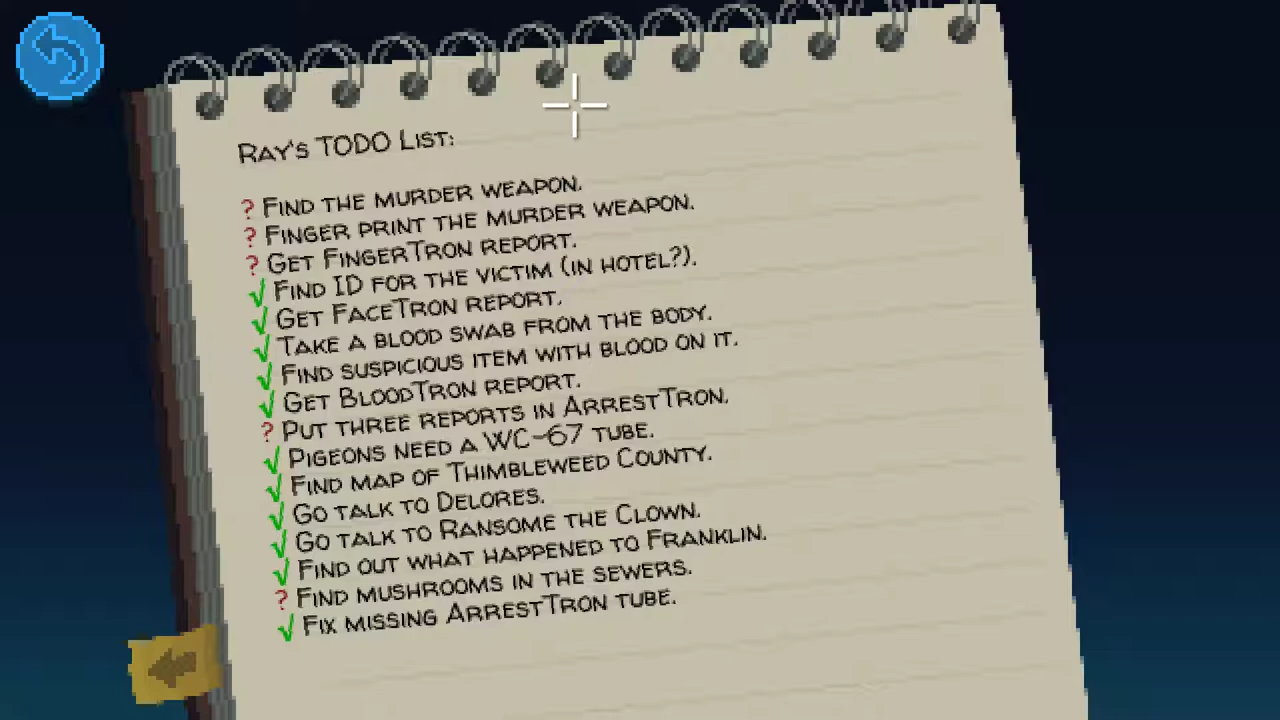 Ray's TODO List:
? Find the murder weapon.
? Finger print the murder weapon.
? Get FingerTron report.
√ Find ID for the victim (in hotel?).
√ Get FaceTron report.
√ Take a blood swab from the body.
√ Find suspicious item with blood on it.
√ Get BloodTron report.
? Put three reports in ArrestTron.
√ Pigeons need a WC-67 tube.
√ Find map of Thimbleweed County.
√ Go talk to Delores.
√ Go talk to Ransome the Clown.
√ Find out what happened to Franklin.
? Find mushrooms in the sewers.
√ Fix missing ArrestTron tube.